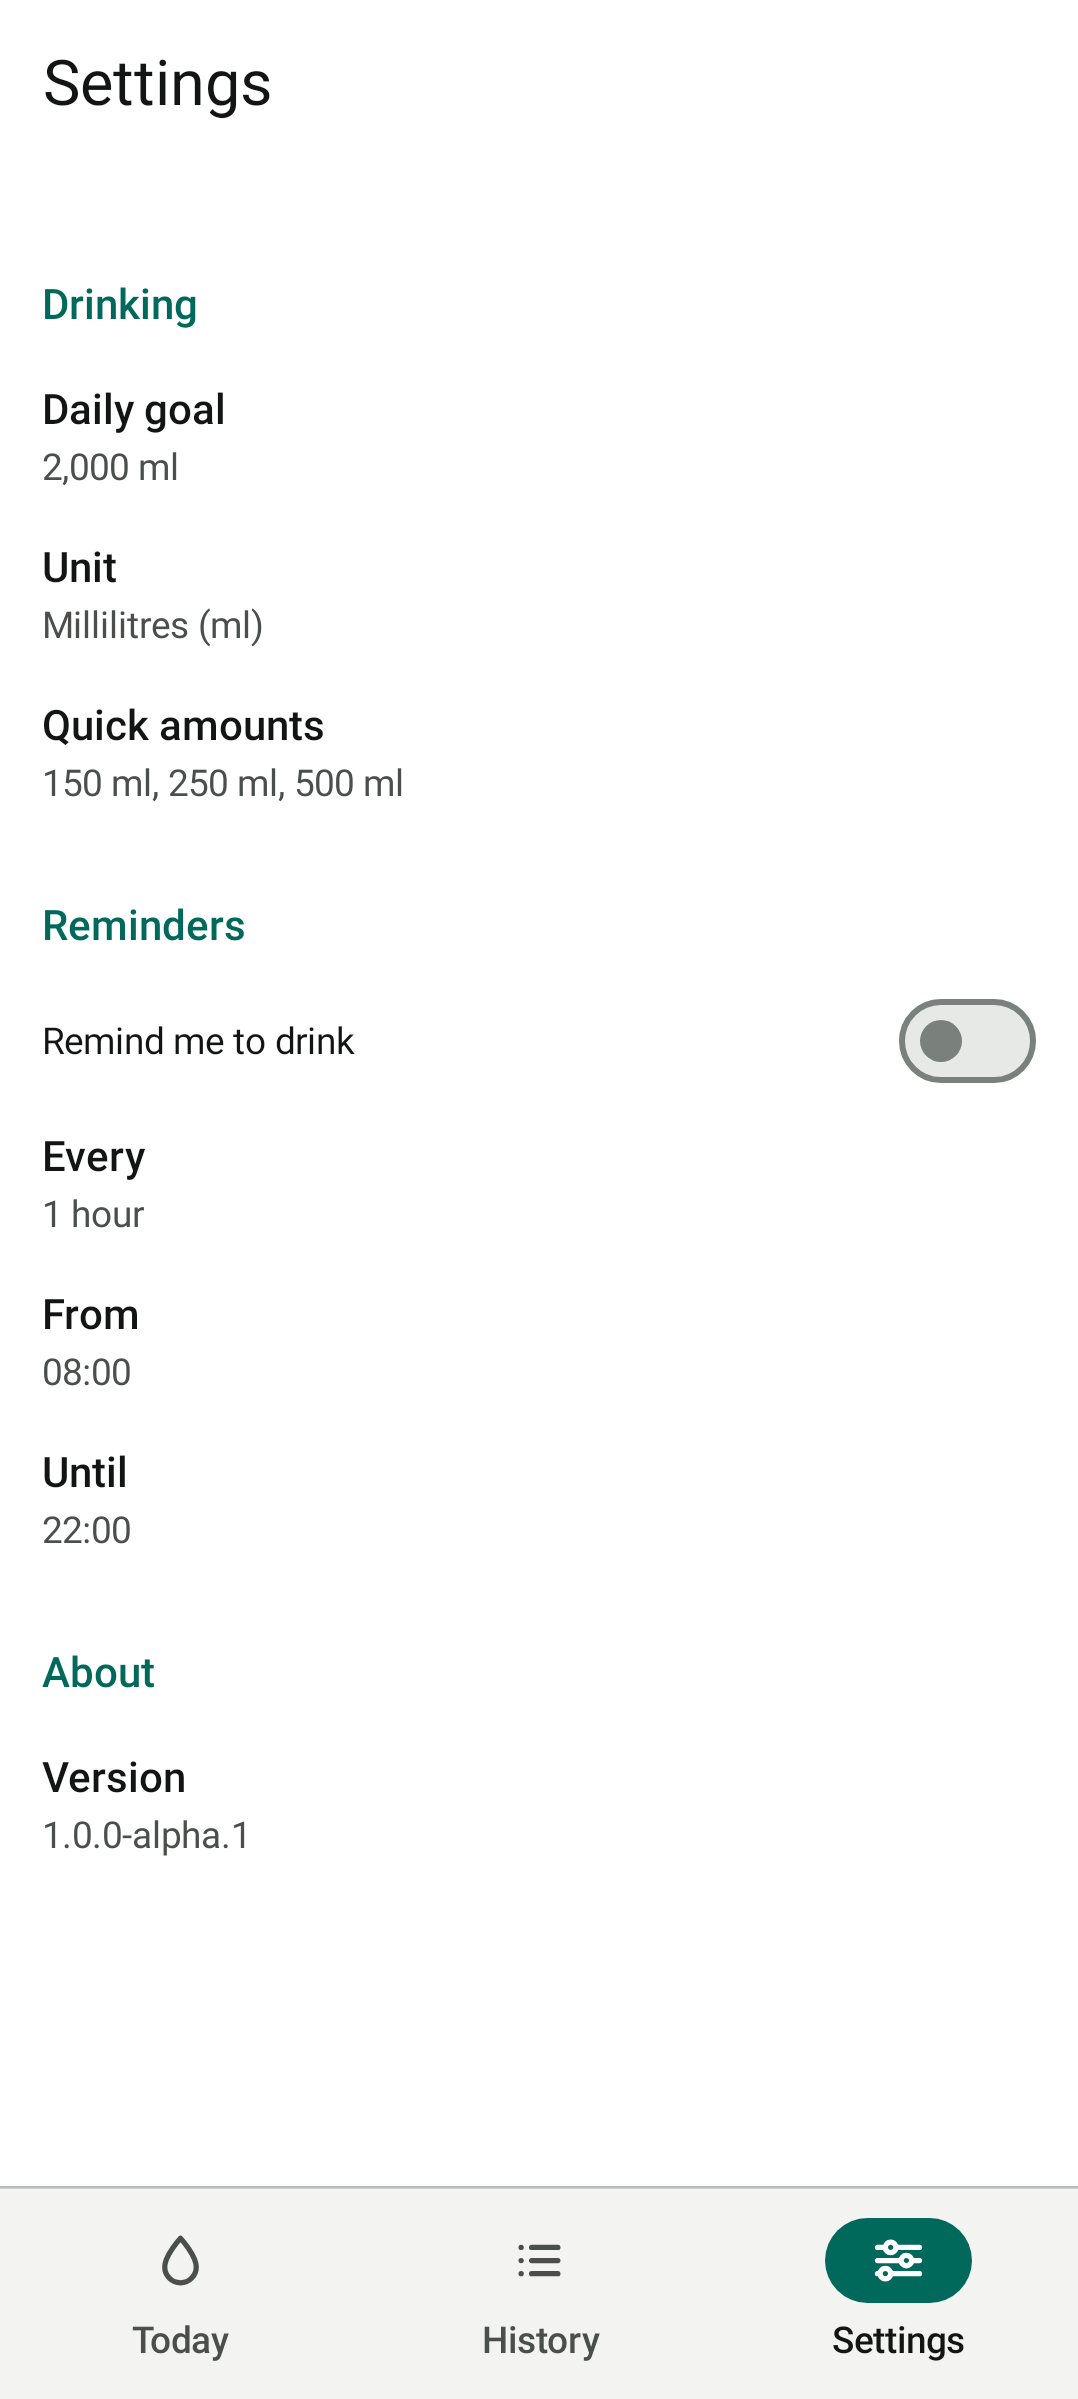 Settings
Drinking
Daily goal
2,000 ml
Unit
Millilitres (ml)
Quick amounts
150 ml, 250 ml, 500 ml
Reminders
Remind me to drink
Every
1 hour
From
08:00
Until
22:00
About
Version
1.0.0-alpha.1
Today
History
Settings